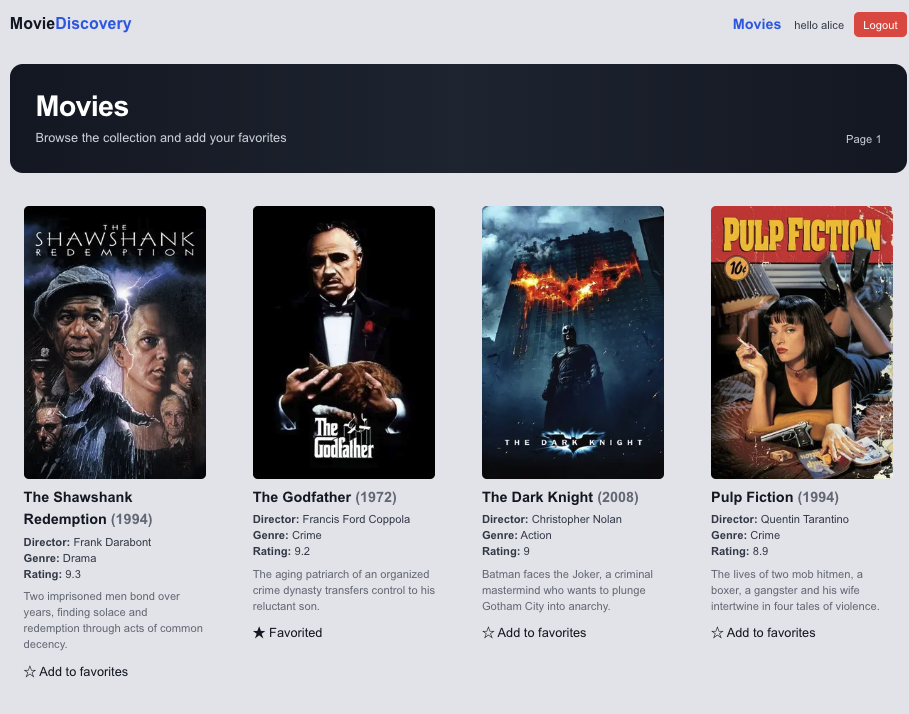 MovieDiscovery
Movies hello alice Logout
Movies
Browse the collection and add your favorites
Page 1
THE
SHAWSHANK
REDEMPTION
The
Godfather
THE DARK KNIGHT
PULP FICTION
10¢
The Shawshank
Redemption (1994)
Director: Frank Darabont
Genre: Drama
Rating: 9.3
Two imprisoned men bond over
years, finding solace and
redemption through acts of common
decency.
☆ Add to favorites
The Godfather (1972)
Director: Francis Ford Coppola
Genre: Crime
Rating: 9.2
The aging patriarch of an organized
crime dynasty transfers control to his
reluctant son.
★ Favorited
The Dark Knight (2008)
Director: Christopher Nolan
Genre: Action
Rating: 9
Batman faces the Joker, a criminal
mastermind who wants to plunge
Gotham City into anarchy.
☆ Add to favorites
Pulp Fiction (1994)
Director: Quentin Tarantino
Genre: Crime
Rating: 8.9
The lives of two mob hitmen, a
boxer, a gangster and his wife
intertwine in four tales of violence.
☆ Add to favorites